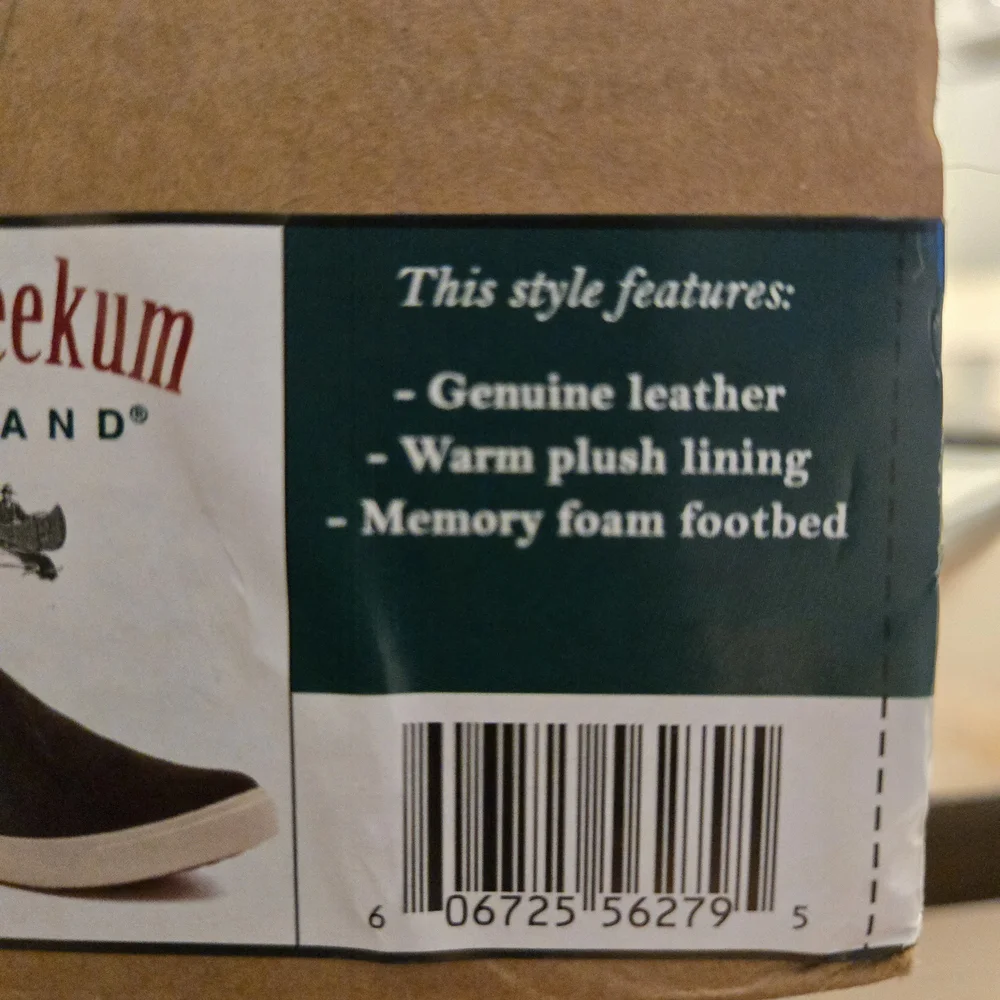 eekum
AND®
This style features:
- Genuine leather
- Warm plush lining
- Memory foam footbed
6 06725 56279 5